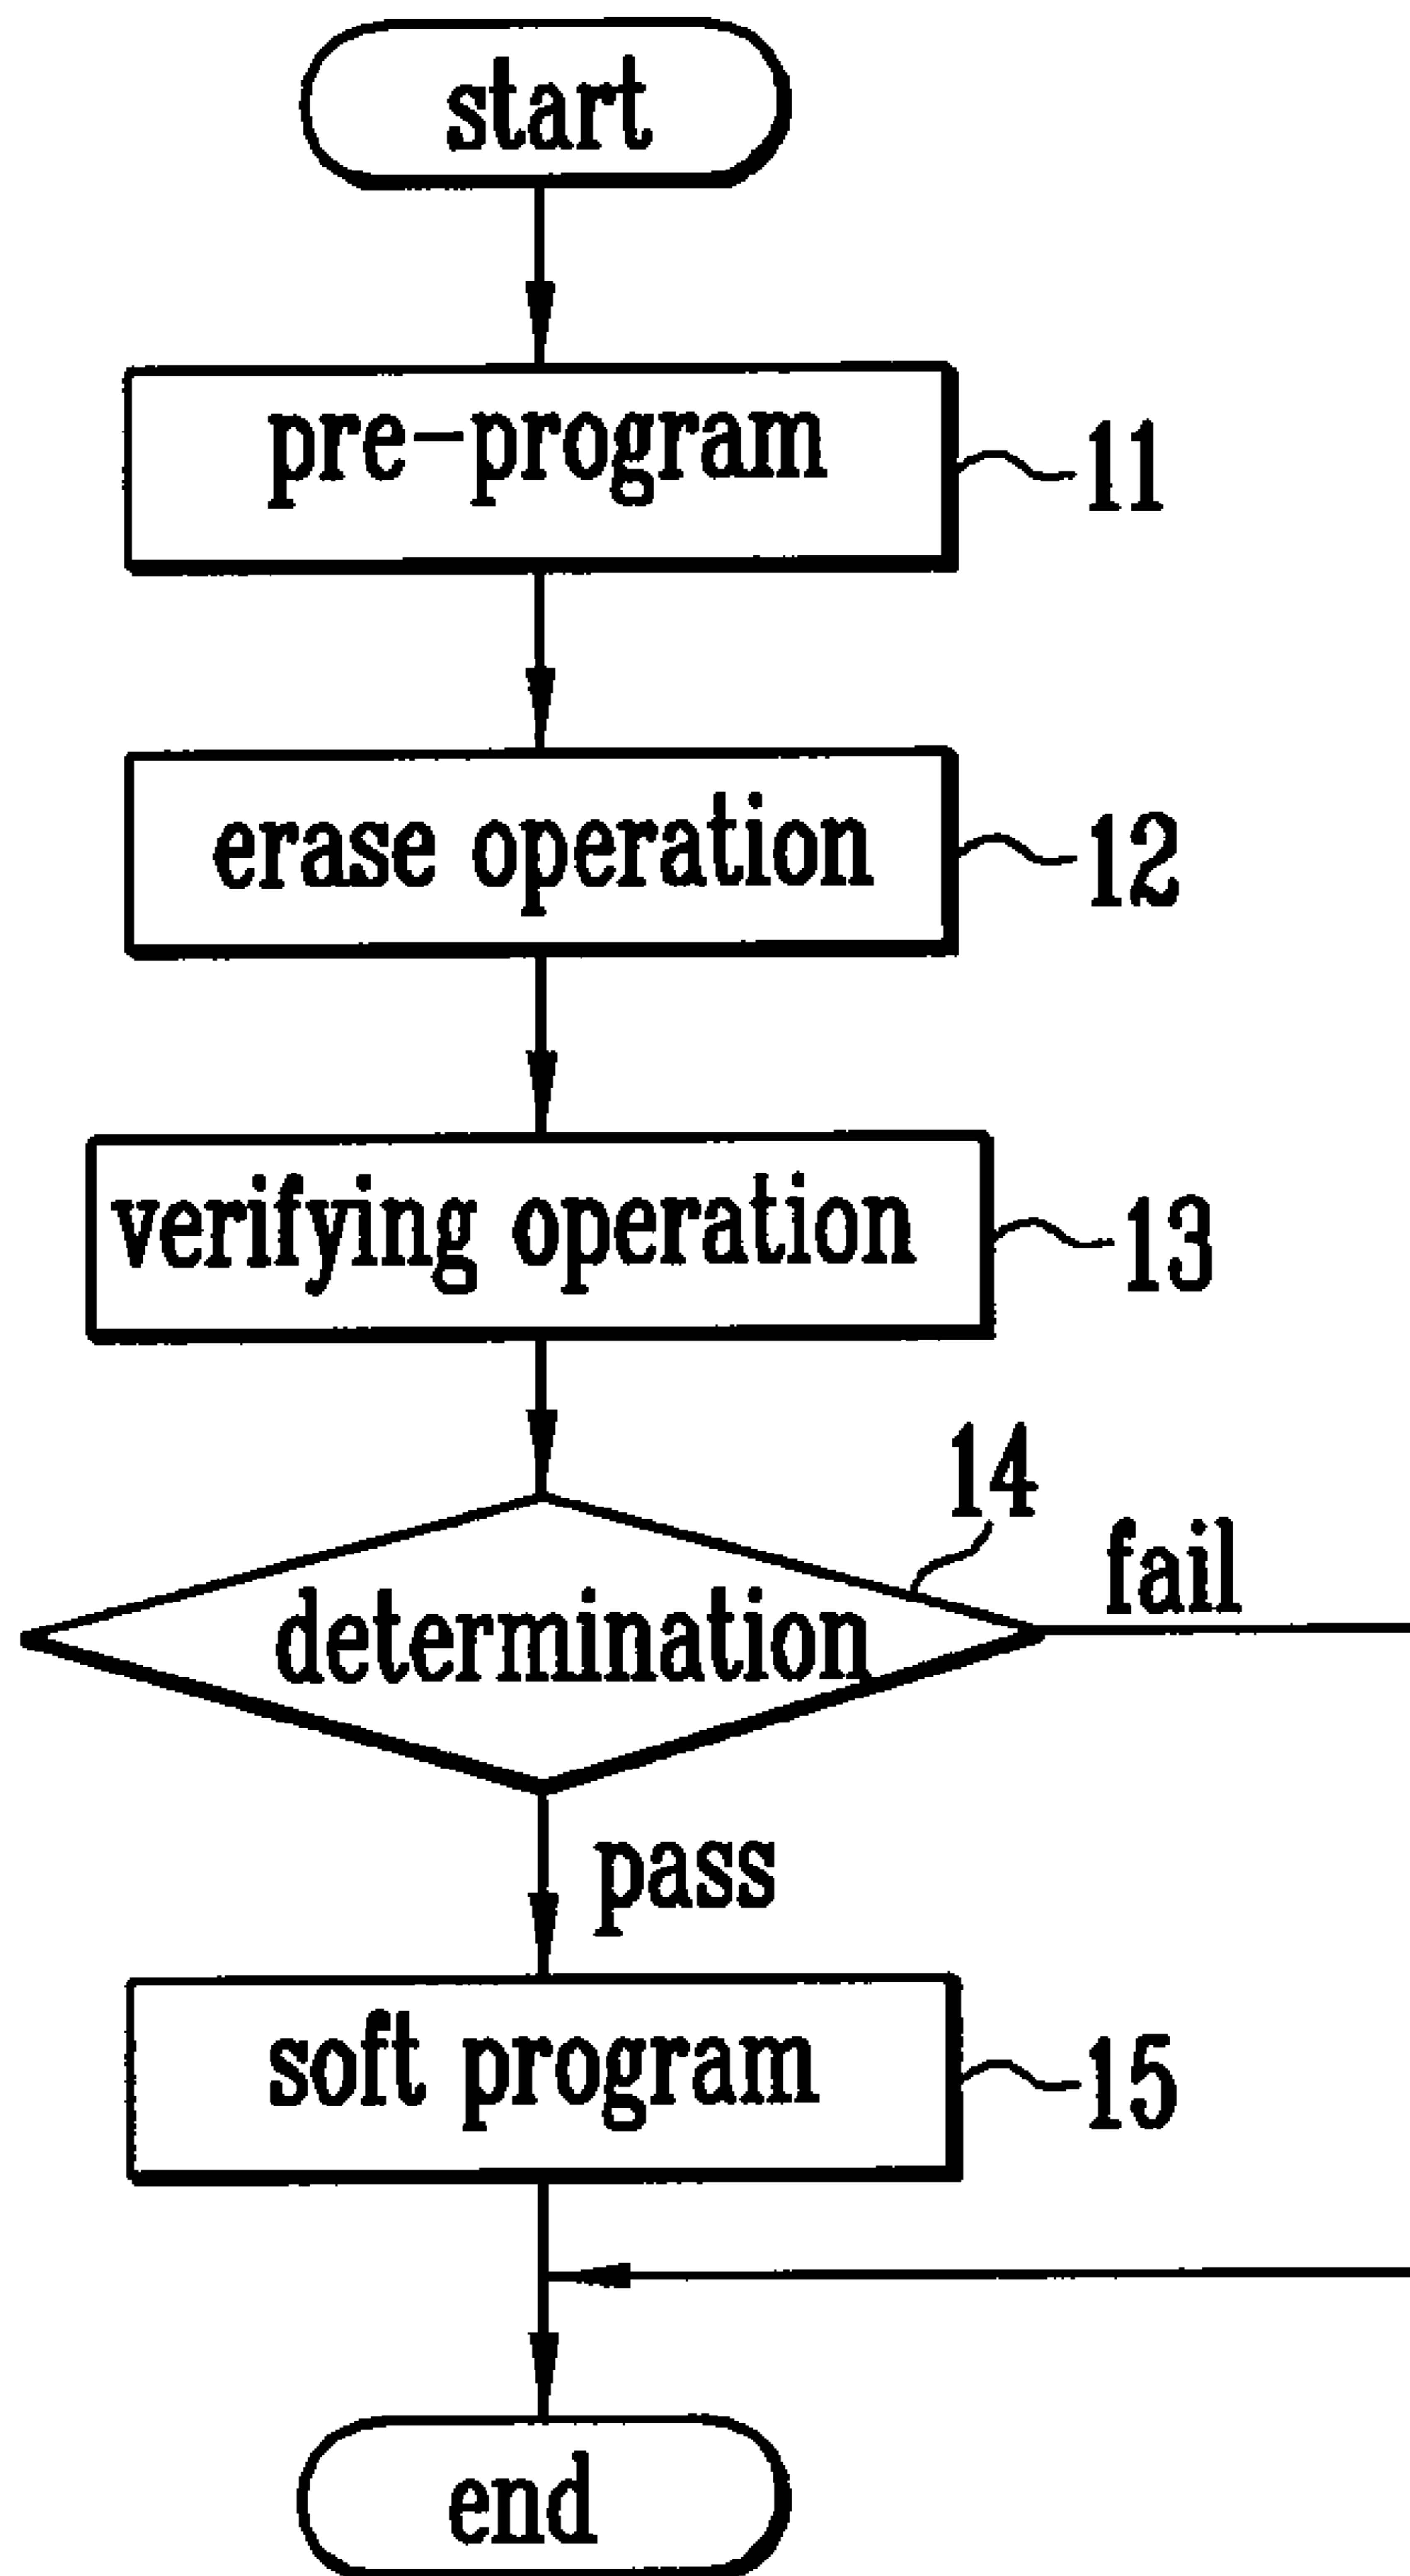 start
pre-program
11
erase operation
12
verifying operation
13
14
fail
determination
pass
soft program
15
end